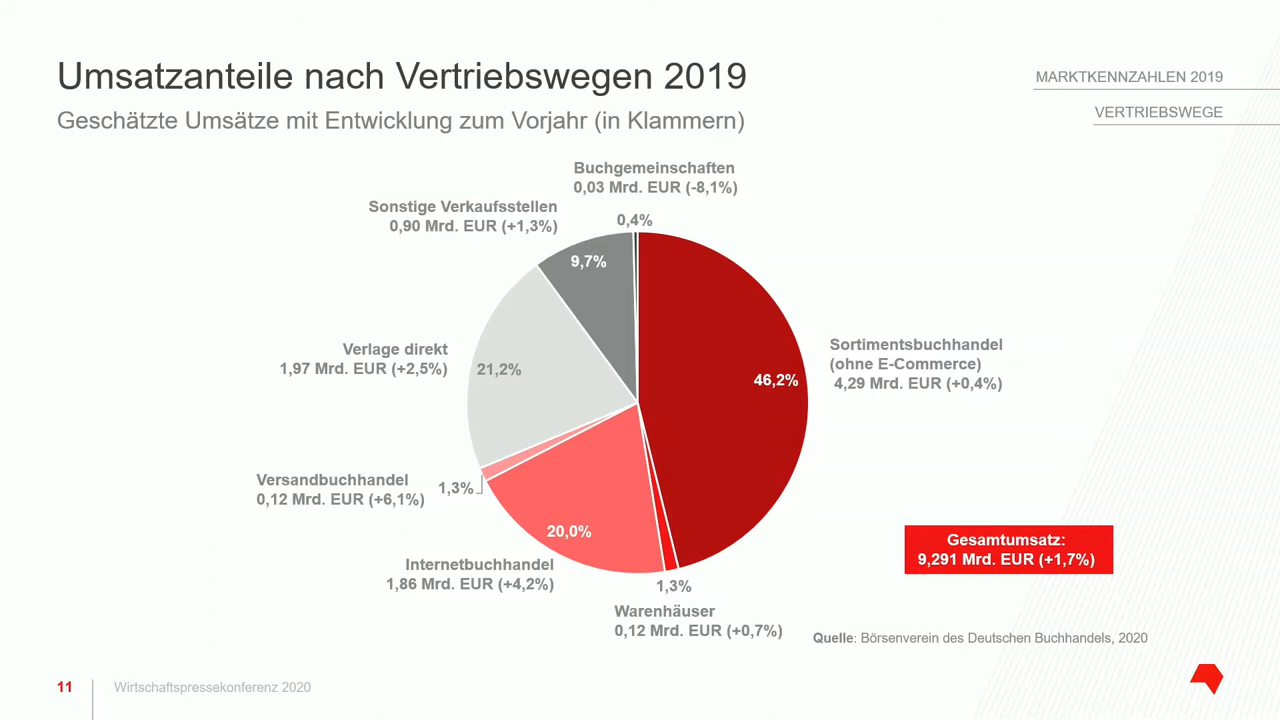 Umsatzanteile nach Vertriebswegen 2019
Geschätzte Umsätze mit Entwicklung zum Vorjahr (in Klammern)
MARKTKENNZAHLEN 2019
VERTRIEBSWEGE
Buchgemeinschaften
0,03 Mrd. EUR (-8,1%)
0,4%
Sonstige Verkaufsstellen
0,90 Mrd. EUR (+1,3%)
9,7%
Verlage direkt
1,97 Mrd. EUR (+2,5%)
21,2%
46,2%
Sortimentsbuchhandel
(ohne E-Commerce)
4,29 Mrd. EUR (+0,4%)
Versandbuchhandel
0,12 Mrd. EUR (+6,1%)
1,3%
20,0%
Internetbuchhandel
1,86 Mrd. EUR (+4,2%)
1,3%
Warenhäuser
0,12 Mrd. EUR (+0,7%)
Gesamtumsatz:
9,291 Mrd. EUR (+1,7%)
Quelle: Börsenverein des Deutschen Buchhandels, 2020
11
Wirtschaftspressekonferenz 2020